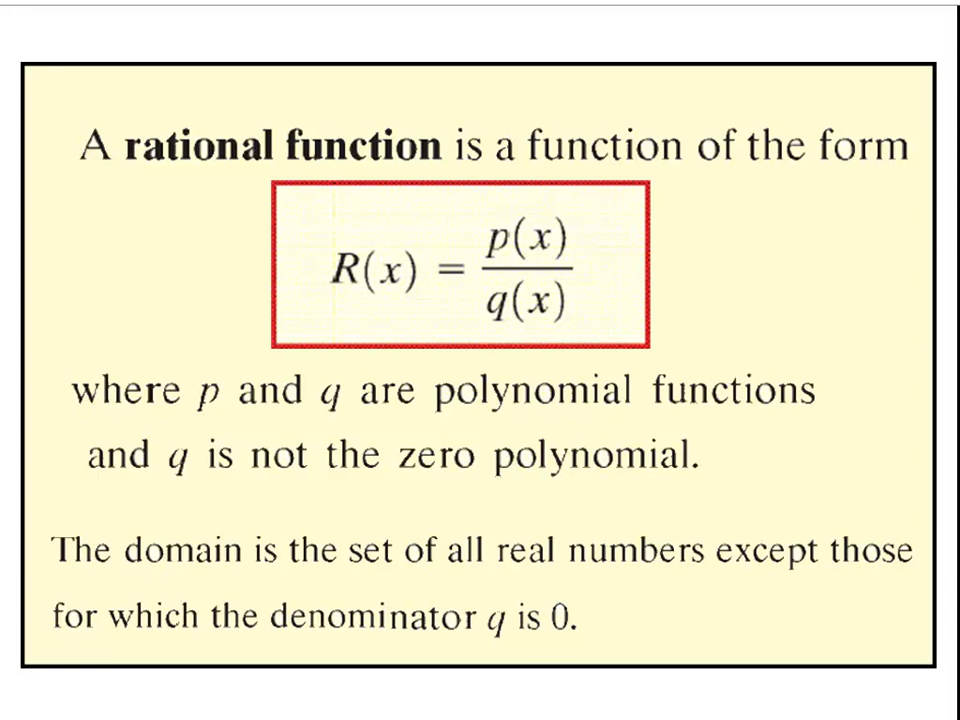 A rational function is a function of the form
R(x) = p(x)/q(x)
where p and q are polynomial functions
and q is not the zero polynomial.
The domain is the set of all real numbers except those
for which the denominator q is 0.